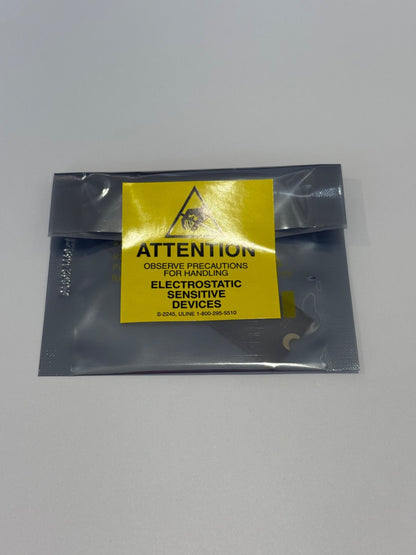 ATTENTION
OBSERVE PRECAUTIONS
FOR HANDLING
ELECTROSTATIC
SENSITIVE
DEVICES
S-2245, ULINE 1-800-295-5510